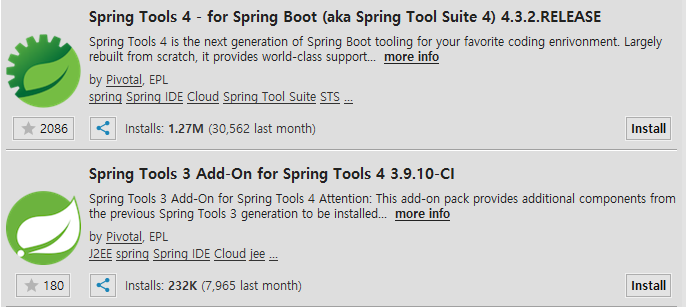 Spring Tools 4 - for Spring Boot (aka Spring Tool Suite 4) 4.3.2.RELEASE
Spring Tools 4 is the next generation of Spring Boot tooling for your favorite coding enrivonment. Largely
rebuilt from scratch, it provides world-class support... more info
by Pivotal, EPL
spring Spring IDE Cloud Spring Tool Suite STS ...
2086 Installs: 1.27M (30,562 last month) Install
Spring Tools 3 Add-On for Spring Tools 4 3.9.10-CI
Spring Tools 3 Add-On for Spring Tools 4 Attention: This add-on pack provides additional components from
the previous Spring Tools 3 generation to be installed... more info
by Pivotal, EPL
J2EE spring Spring IDE Cloud jee ...
180 Installs: 232K (7,965 last month) Install